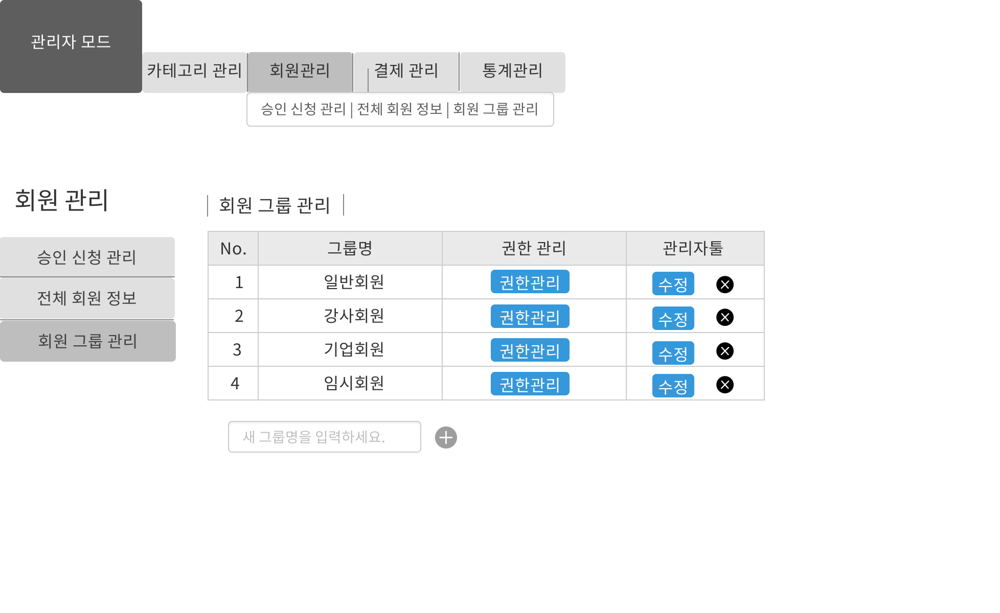 관리자 모드
카테고리 관리 회원관리 결제 관리 통계관리
승인 신청 관리 | 전체 회원 정보 | 회원 그룹 관리
회원 관리
승인 신청 관리
전체 회원 정보
회원 그룹 관리
회원 그룹 관리
No. 그룹명 권한 관리 관리자툴
1 일반회원 권한관리 수정
2 강사회원 권한관리 수정
3 기업회원 권한관리 수정
4 임시회원 권한관리 수정
새 그룹명을 입력하세요.